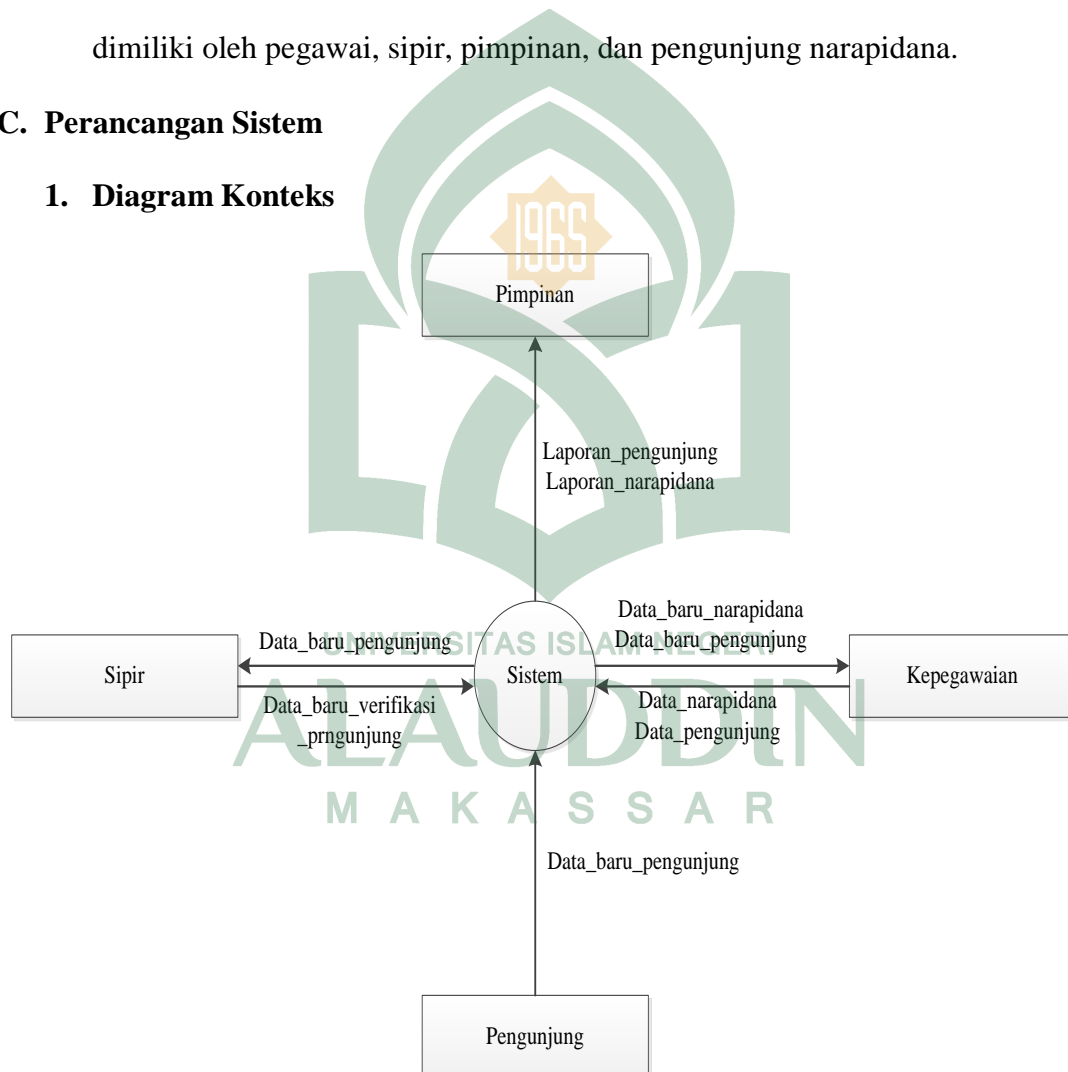 dimiliki oleh pegawai, sipir, pimpinan, dan pengunjung narapidana.
C. Perancangan Sistem
1. Diagram Konteks
1965
Pimpinan
Laporan_pengunjung
Laporan_narapidana
Data_baru_narapidana
Data_baru_pengunjung
Data_baru_pengunjung
UNIVERSITAS ISLAM NEGERI
Sipir
Sistem
Kepegawaian
Data_baru_verifikasi
_prngunjung
Data_narapidana
Data_pengunjung
ALAUDDIN
MAKASSAR
Data_baru_pengunjung
Pengunjung